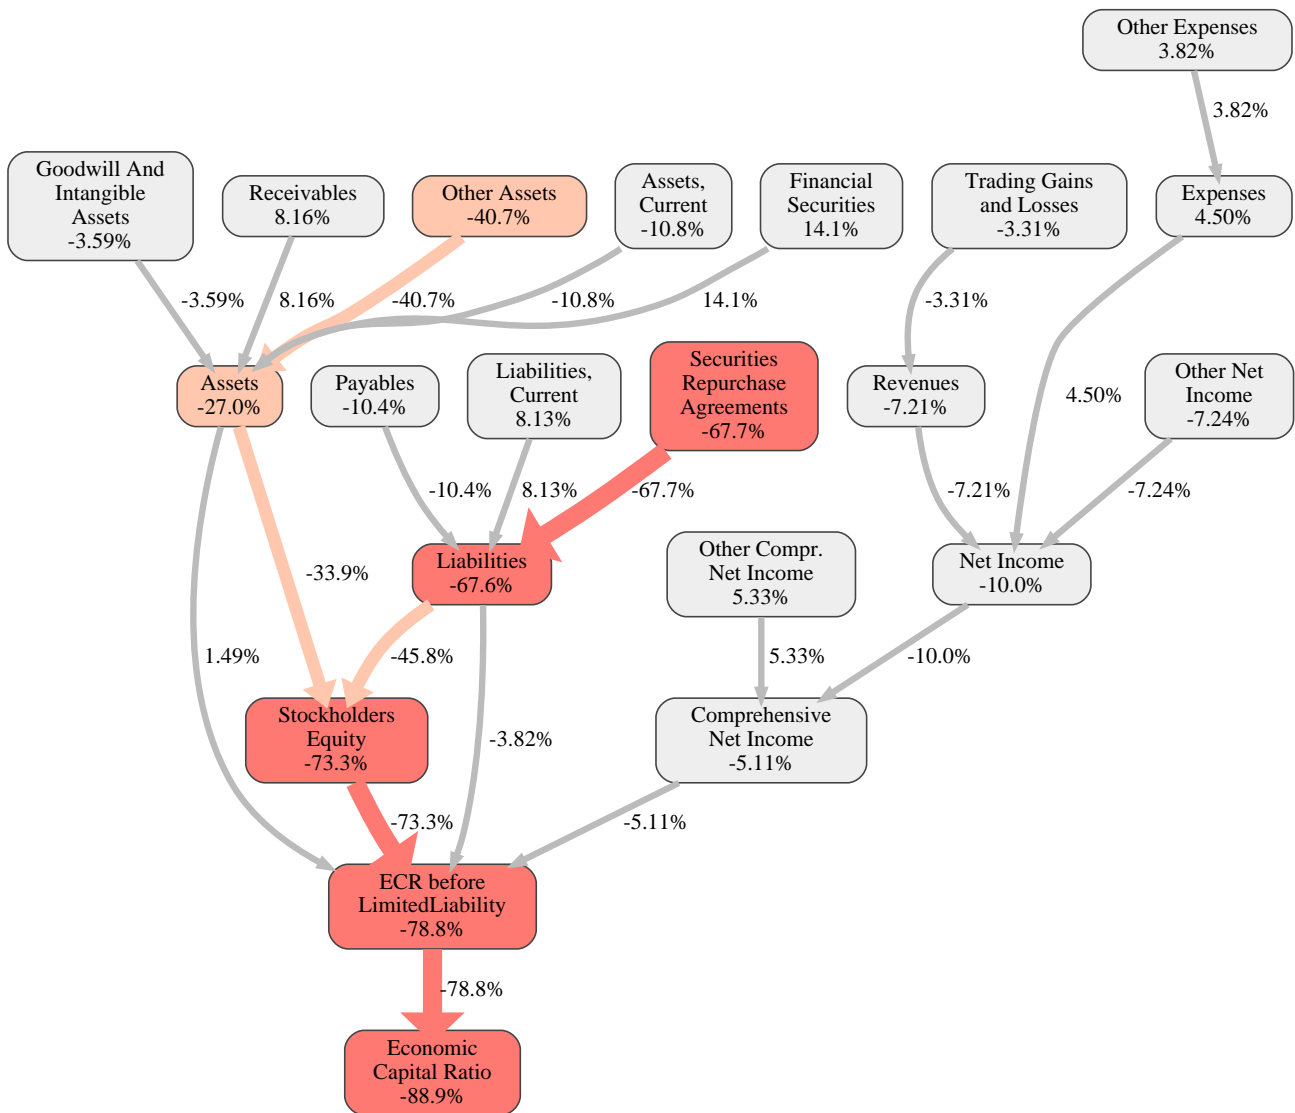 Other Expenses
3.82%
3.82%
Goodwill And
Intangible
Assets
-3.59%
Receivables
8.16%
Other Assets
-40.7%
Assets,
Current
-10.8%
Financial
Securities
14.1%
Trading Gains
and Losses
-3.31%
Expenses
4.50%
-3.59%
8.16%
-40.7%
-10.8%
14.1%
-3.31%
4.50%
Assets
-27.0%
Payables
-10.4%
Liabilities,
Current
8.13%
Securities
Repurchase
Agreements
-67.7%
Revenues
-7.21%
Other Net
Income
-7.24%
-10.4%
8.13%
-67.7%
-7.21%
-7.24%
Liabilities
-67.6%
Other Compr.
Net Income
5.33%
Net Income
-10.0%
-33.9%
1.49%
-45.8%
5.33%
-10.0%
Stockholders
Equity
-73.3%
-3.82%
Comprehensive
Net Income
-5.11%
-73.3%
-5.11%
ECR before
LimitedLiability
-78.8%
-78.8%
Economic
Capital Ratio
-88.9%